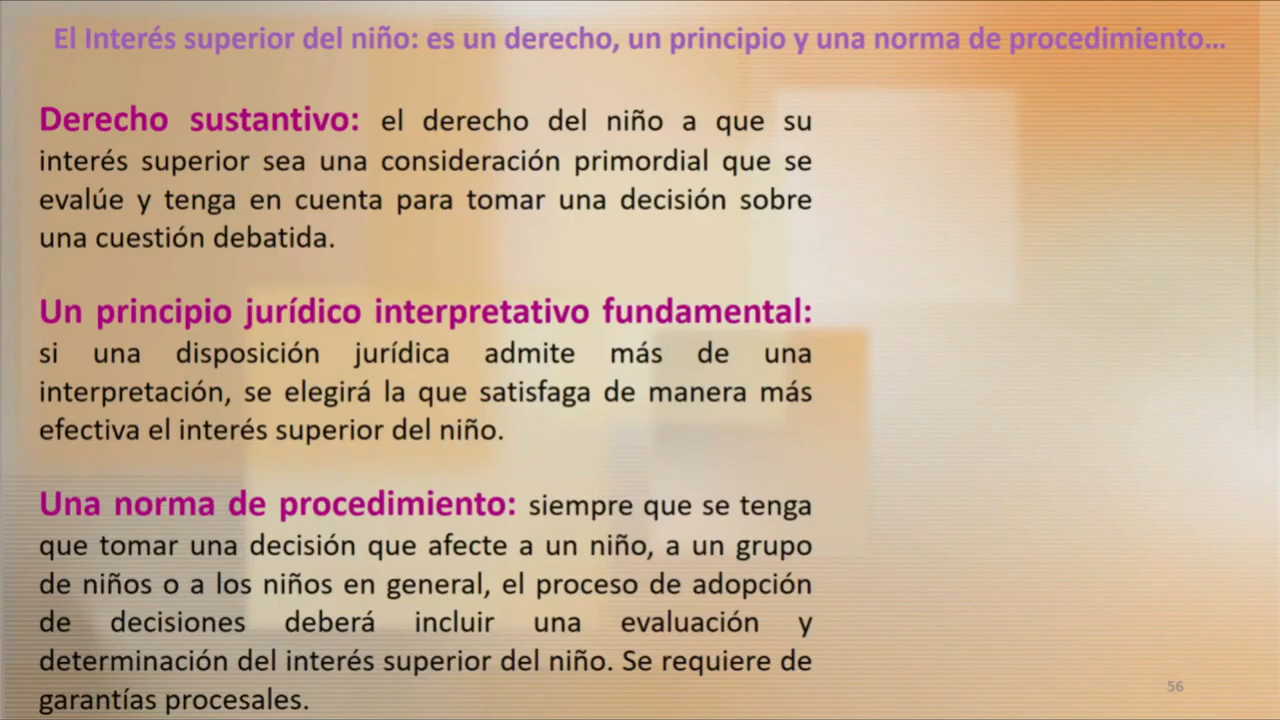 El Interés superior del niño: es un derecho, un principio y una norma de procedimiento…
Derecho sustantivo: el derecho del niño a que su
interés superior sea una consideración primordial que se
evalúe y tenga en cuenta para tomar una decisión sobre
una cuestión debatida.
Un principio jurídico interpretativo fundamental:
si una disposición jurídica admite más de una
interpretación, se elegirá la que satisfaga de manera más
efectiva el interés superior del niño.
Una norma de procedimiento: siempre que se tenga
que tomar una decisión que afecte a un niño, a un grupo
de niños o a los niños en general, el proceso de adopción
de decisiones deberá incluir una evaluación y
determinación del interés superior del niño. Se requiere de
garantías procesales.
56